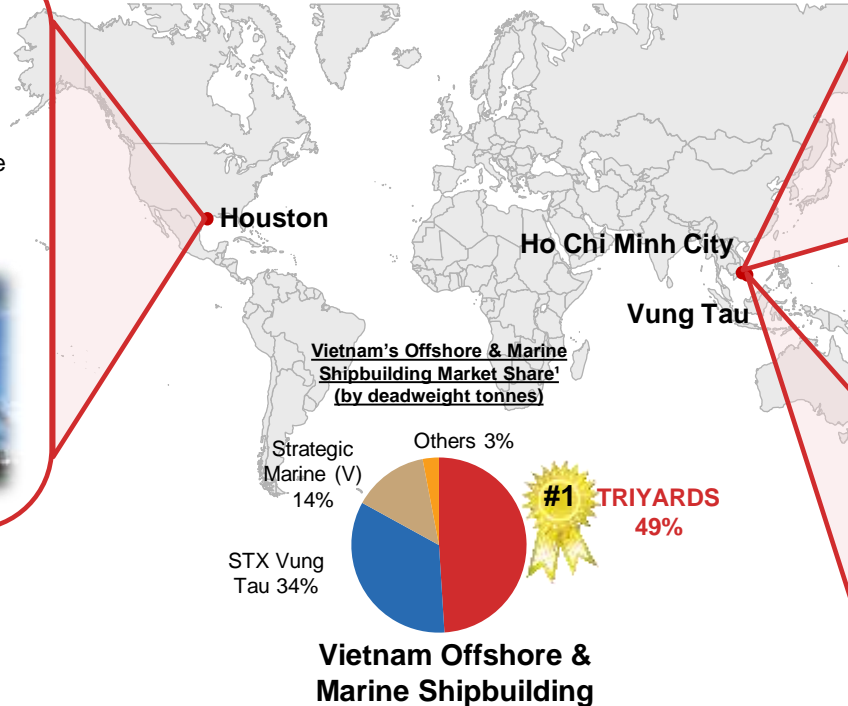 e
Houston
Ho Chi Minh City
Vung Tau
Vietnam's Offshore & Marine
Shipbuilding Market Share¹
(by deadweight tonnes)
Others 3%
Strategic
Marine (V)
14%
#1
TRIYARDS
49%
STX Vung
Tau 34%
Vietnam Offshore &
Marine Shipbuilding